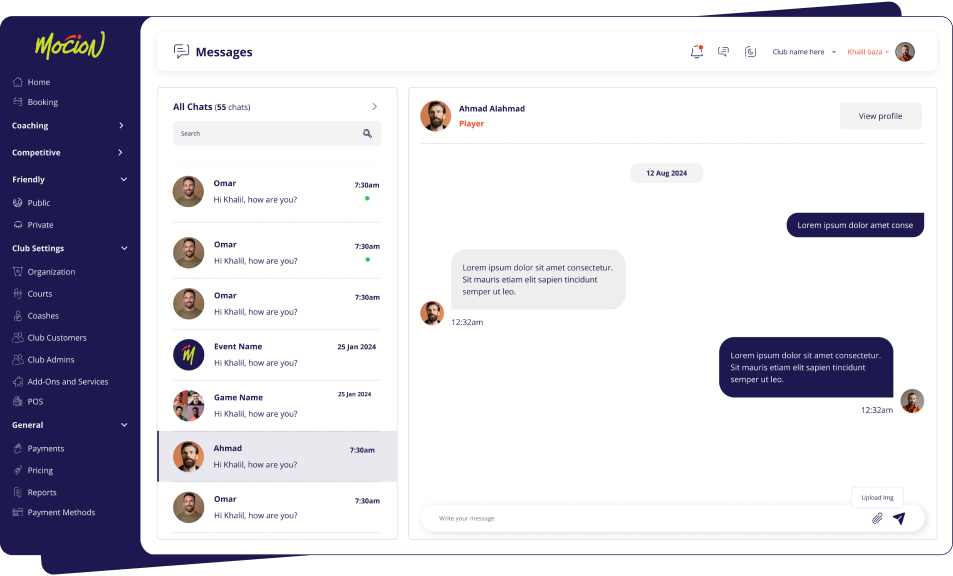 Mocion
Home
Booking
Coaching
Competitive
Friendly
Public
Private
Club Settings
Organization
Courts
Coashes
Club Customers
Club Admins
Add-Ons and Services
POS
General
Payments
Pricing
Reports
Payment Methods
Messages
Club name here
Khalil baza
All Chats (55 chats)
Search
Omar 7:30am
Hi Khalil, how are you?
Omar 7:30am
Hi Khalil, how are you?
Omar 7:30am
Hi Khalil, how are you?
Event Name 25 Jan 2024
Hi Khalil, how are you?
Game Name 25 Jan 2024
Hi Khalil, how are you?
Ahmad 7:30am
Hi Khalil, how are you?
Omar 7:30am
Hi Khalil, how are you?
Ahmad Alahmad
Player
View profile
12 Aug 2024
Lorem ipsum dolor amet conse
Lorem ipsum dolor sit amet consectetur.
Sit mauris etiam elit sapien tincidunt
semper ut leo.
12:32am
Lorem ipsum dolor sit amet consectetur.
Sit mauris etiam elit sapien tincidunt
semper ut leo.
12:32am
Upload Img
Write your message